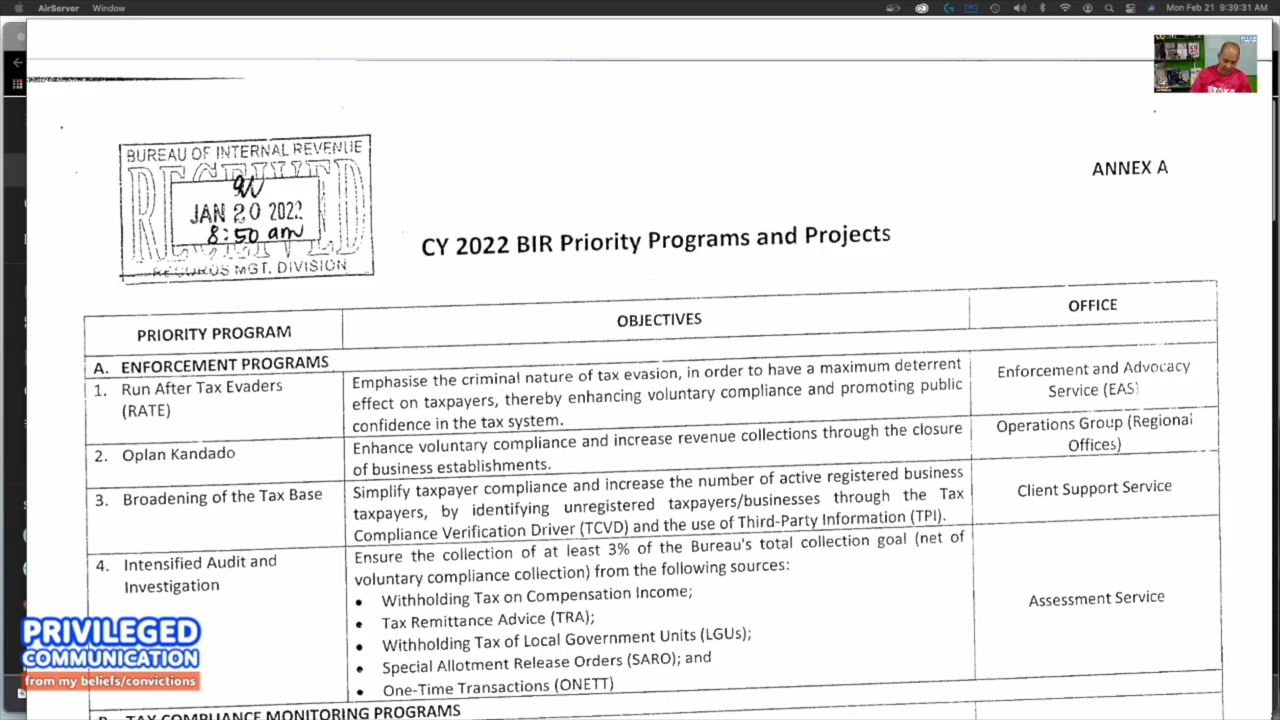 AirServer Window Mon Feb 21 9:39:31 AM
BUREAU OF INTERNAL REVENUE
RECEIVED
JAN 20 2022
8:50 am
RECORDS MGT. DIVISION
ANNEX A
CY 2022 BIR Priority Programs and Projects
PRIORITY PROGRAM
OBJECTIVES
OFFICE
A. ENFORCEMENT PROGRAMS
1. Run After Tax Evaders
(RATE)
Emphasise the criminal nature of tax evasion, in order to have a maximum deterrent
effect on taxpayers, thereby enhancing voluntary compliance and promoting public
confidence in the tax system.
Enforcement and Advocacy
Service (EAS)
2. Oplan Kandado
Enhance voluntary compliance and increase revenue collections through the closure
of business establishments.
Operations Group (Regional
Offices)
3. Broadening of the Tax Base
Simplify taxpayer compliance and increase the number of active registered business
taxpayers, by identifying unregistered taxpayers/businesses through the Tax
Compliance Verification Driver (TCVD) and the use of Third-Party Information (TPI).
Client Support Service
4. Intensified Audit and
Investigation
Ensure the collection of at least 3% of the Bureau's total collection goal (net of
voluntary compliance collection) from the following sources:
• Withholding Tax on Compensation Income;
• Tax Remittance Advice (TRA);
• Withholding Tax of Local Government Units (LGUs);
• Special Allotment Release Orders (SARO); and
• One-Time Transactions (ONETT)
Assessment Service
B. TAX COMPLIANCE MONITORING PROGRAMS
PRIVILEGED
COMMUNICATION
from my beliefs/convictions